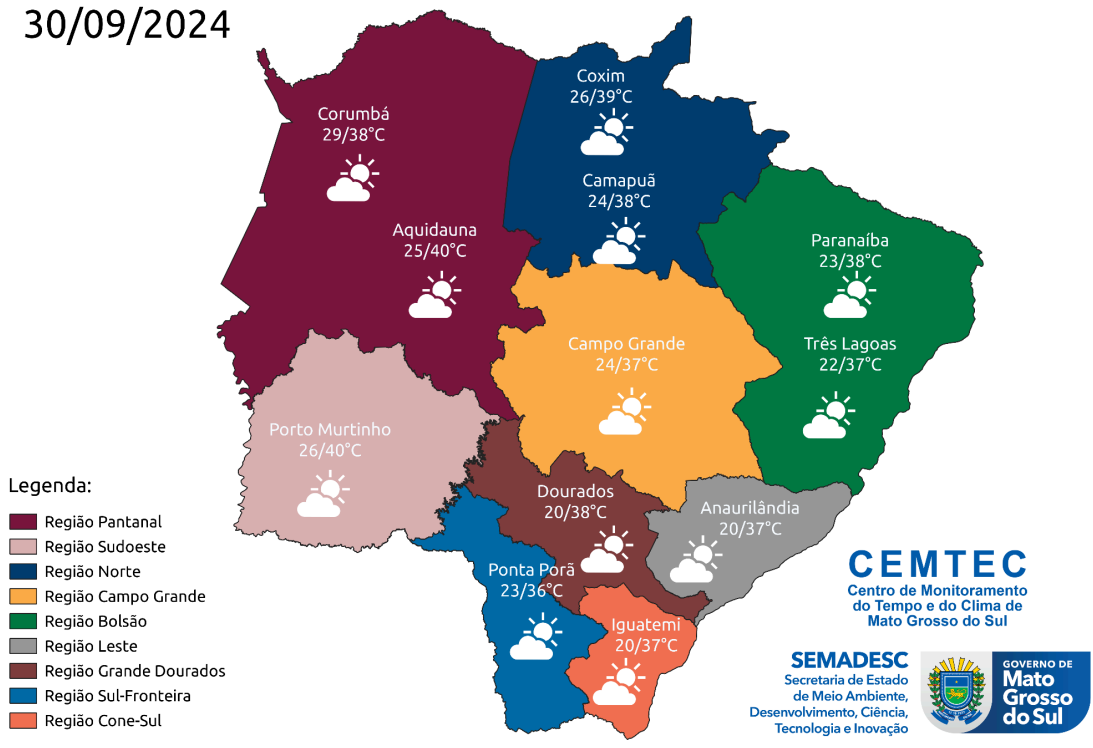 30/09/2024
Coxim
26/39°C
Corumbá
29/38°C
Camapuã
24/38°C
Aquidauna
25/40°C
Paranaíba
23/38°C
Campo Grande
24/37°C
Três Lagoas
22/37°C
Porto Murtinho
26/40°C
Dourados
20/38°C
Anaurilândia
20/37°C
Ponta Porã
23/36°C
Iguatemi
20/37°C
Legenda:
Região Pantanal
Região Sudoeste
Região Norte
Região Campo Grande
Região Bolsão
Região Leste
Região Grande Dourados
Região Sul-Fronteira
Região Cone-Sul
CEMTEC
Centro de Monitoramento
do Tempo e do Clima de
Mato Grosso do Sul
SEMADESC
Secretaria de Estado
de Meio Ambiente,
Desenvolvimento, Ciência,
Tecnologia e Inovação
GOVERNO DE
Mato
Grosso
do Sul